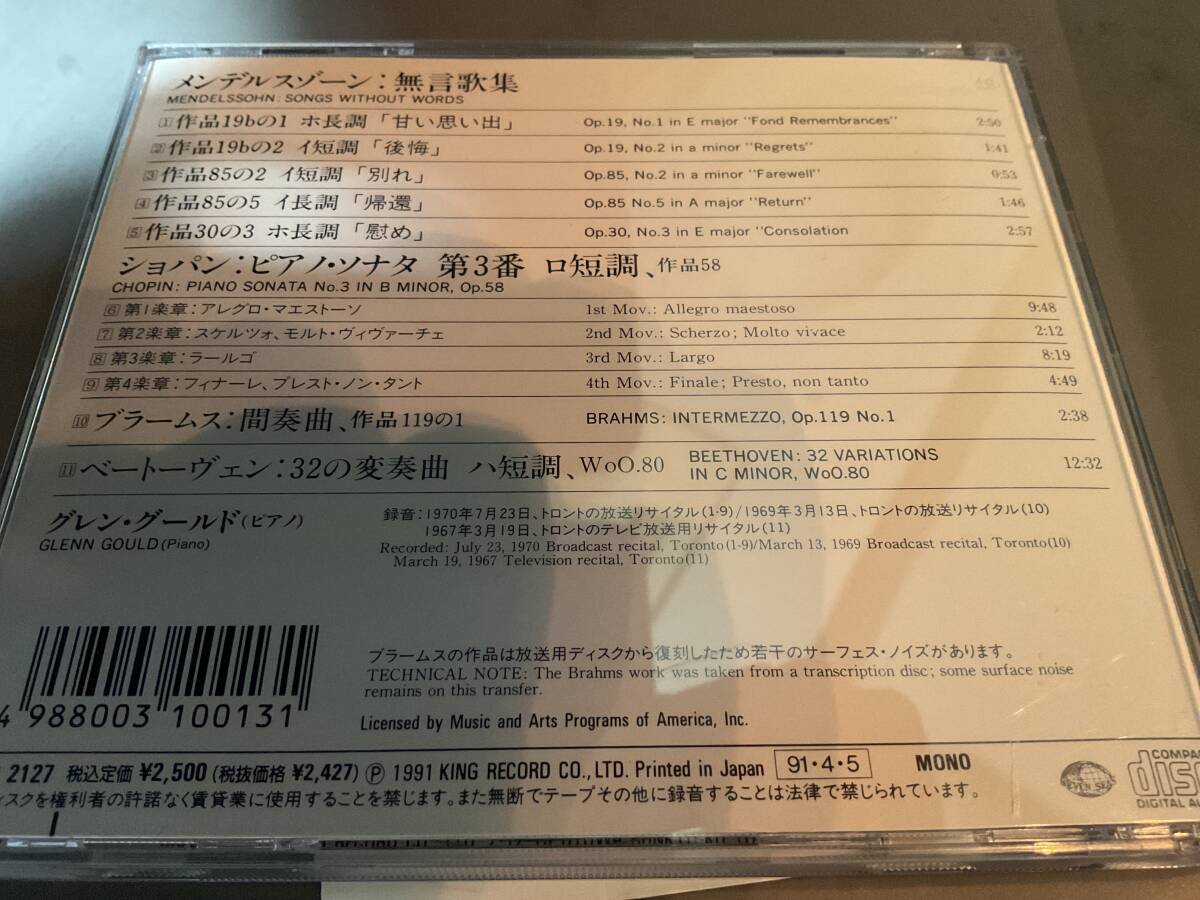 メンデルスゾーン:無言歌集
MENDELSSOHN: SONGS WITHOUT WORDS
1 作品19bの1 ホ長調「甘い思い出」 Op.19, No.1 in E major "Fond Remembrances" 2:50
2 作品19bの2 イ短調「後悔」 Op.19, No.2 in a minor "Regrets" 1:41
3 作品85の2 イ短調「別れ」 Op.85, No.2 in a minor "Farewell" 0:53
4 作品85の5 イ長調「帰還」 Op.85 No.5 in A major "Return" 1:46
5 作品30の3 ホ長調「慰め」 Op.30, No.3 in E major "Consolation 2:57
ショパン:ピアノ・ソナタ 第3番 ロ短調、作品58
CHOPIN: PIANO SONATA No.3 IN B MINOR, Op.58
6 第1楽章:アレグロ・マエストーソ 1st Mov.: Allegro maestoso 9:48
7 第2楽章:スケルツォ、モルト・ヴィヴァーチェ 2nd Mov.: Scherzo; Molto vivace 2:12
8 第3楽章:ラールゴ 3rd Mov.: Largo 8:19
9 第4楽章:フィナーレ、プレスト・ノン・タント 4th Mov.: Finale; Presto, non tanto 4:49
10 ブラームス:間奏曲、作品119の1 BRAHMS: INTERMEZZO, Op.119 No.1 2:38
11 ベートーヴェン:32の変奏曲 ハ短調、WoO.80 BEETHOVEN: 32 VARIATIONS IN C MINOR, WoO.80 12:32
グレン・グールド(ピアノ)
GLENN GOULD (Piano)
録音:1970年7月23日、トロントの放送リサイタル(1-9)/1969年3月13日、トロントの放送リサイタル(10)
1967年3月19日、トロントのテレビ放送用リサイタル(11)
Recorded: July 23, 1970 Broadcast recital, Toronto(1-9)/March 13, 1969 Broadcast recital, Toronto(10)
March 19, 1967 Television recital, Toronto(11)
ブラームスの作品は放送用ディスクから復刻したため若干のサーフェス・ノイズがあります。
TECHNICAL NOTE: The Brahms work was taken from a transcription disc; some surface noise
remains on this transfer.
4 988003 100131
Licensed by Music and Arts Programs of America, Inc.
2127 税込定価 ¥2,500 (税抜価格 ¥2,427) Ⓟ 1991 KING RECORD CO., LTD. Printed in Japan 91・4・5 MONO
スクを権利者の許諾なく賃貸業に使用することを禁じます。また無断でテープその他に録音することは法律で禁じられています。
SEVEN SEAS
COMPACT
disc
DIGITAL AU